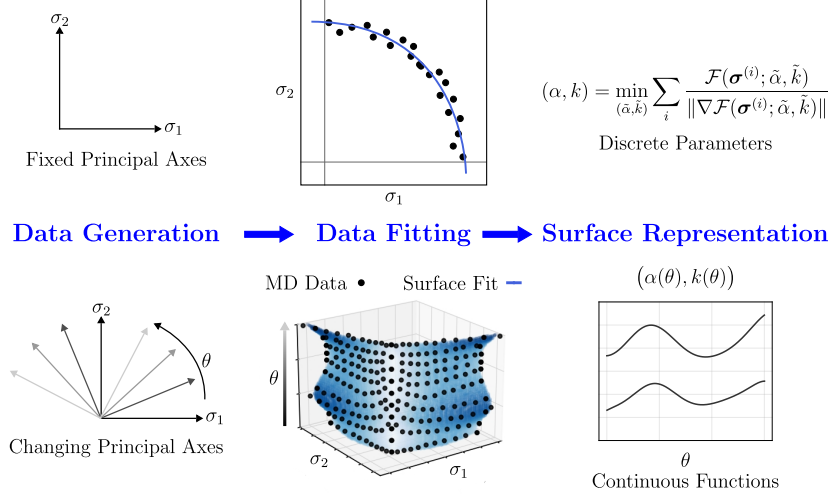 σ₂
σ₁
Fixed Principal Axes
σ₂
σ₁
(α, k) = min_{(α̃,k̃)} ∑_i F(σ^{(i)}; α̃, k̃) / ‖∇F(σ^{(i)}; α̃, k̃)‖
Discrete Parameters
Data Generation
Data Fitting
Surface Representation
σ₂
θ
σ₁
Changing Principal Axes
MD Data
Surface Fit
θ
σ₂
σ₁
(α(θ), k(θ))
θ
Continuous Functions